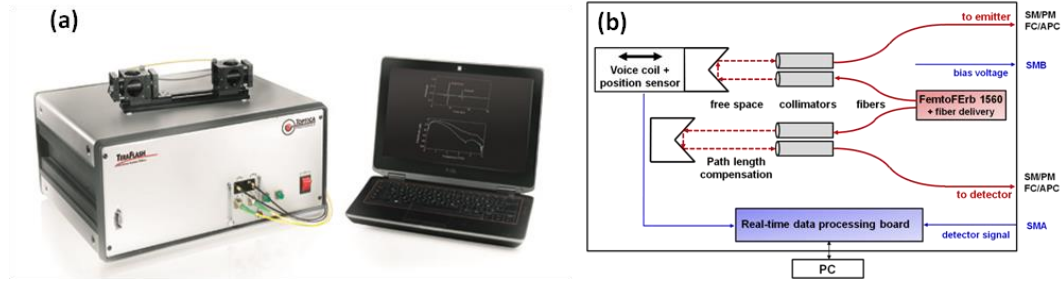 (a)
TOPTICA
TERAFLASH
(b)
to emitter
SM/PM
FC/APC
Voice coil +
position sensor
bias voltage
SMB
free space
collimators
fibers
FemtoFErb 1560
+ fiber delivery
Path length
compensation
to detector
SM/PM
FC/APC
Real-time data processing board
detector signal
SMA
PC